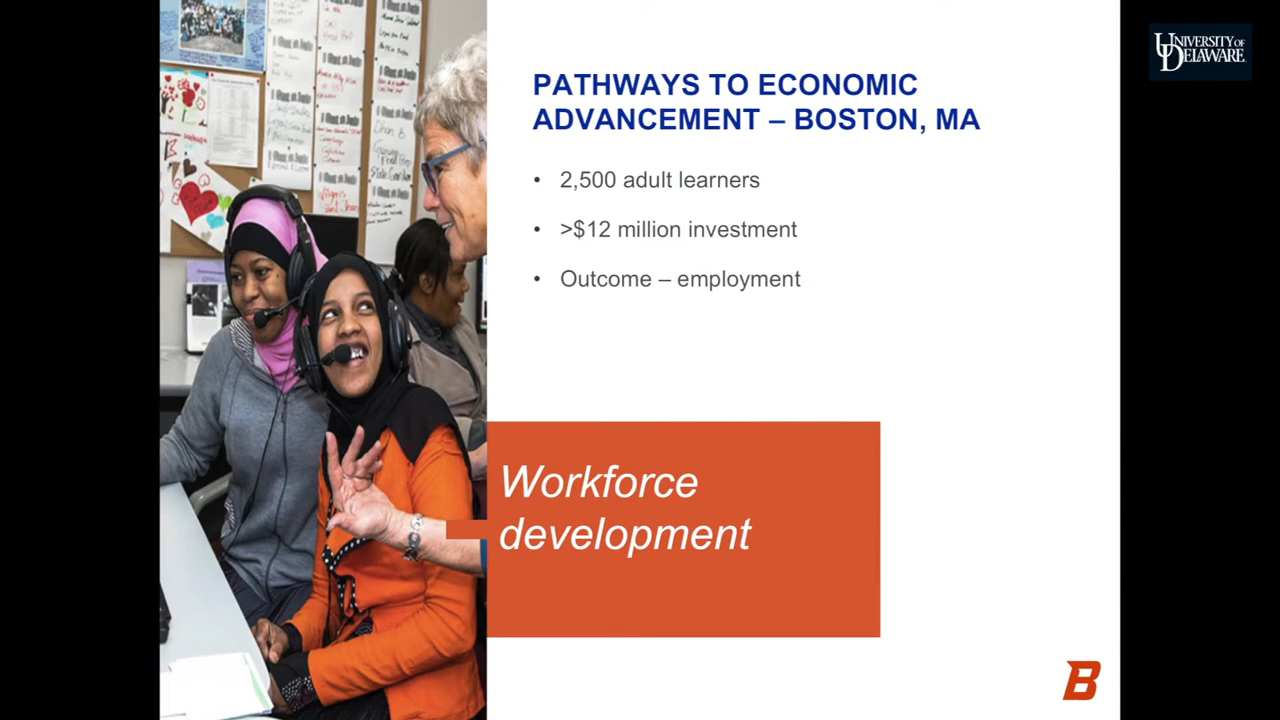 PATHWAYS TO ECONOMIC
ADVANCEMENT – BOSTON, MA
• 2,500 adult learners
• >$12 million investment
• Outcome – employment
Workforce
development
UNIVERSITY OF
DELAWARE
B